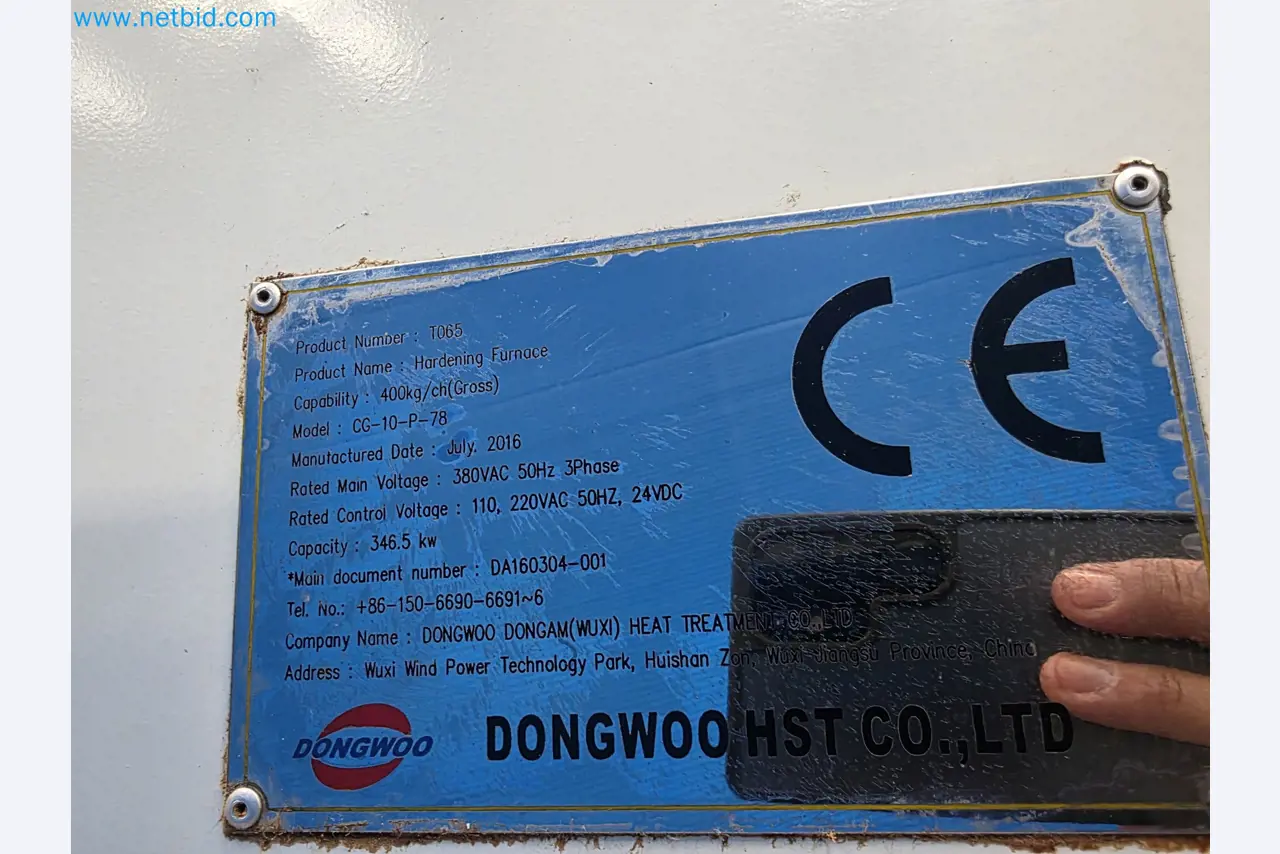 www.netbid.com
CE
Product Number : T065
Product Name : Hardening Furnace
Capability : 400kg/ch(Gross)
Model : CG-10-P-78
Manufactured Date : July. 2016
Rated Main Voltage : 380VAC 50Hz 3Phase
Rated Control Voltage : 110, 220VAC 50HZ, 24VDC
Capacity : 346.5 kw
*Main document number : DA160304-001
Tel. No.: +86-150-6690-6691~6
Company Name : DONGWOO DONGAM(WUXI) HEAT TREATMENT CO.,LTD
Address : Wuxi Wind Power Technology Park, Huishan Zon, Wuxi Jiangsu Province, China
DONGWOO DONGWOO HST CO.,LTD